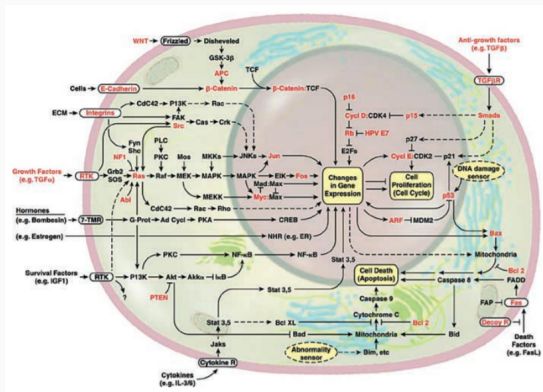 WNT
Frizzled
Disheveled
GSK-3β
APC
TCF
Cells
E-Cadherin
β-Catenin
β-Catenin:TCF
ECM
Integrins
CdC42
P13K
Rac
FAK
Src
Cas
Crk
Fyn
Shc
PLC
NF1
PKC
Mos
MKKs
JNKs
Jun
Growth Factors
(e.g. TGFα)
RTK
Grb2
SOS
Ras
Raf
MEK
MAPK
MAPK
ElK
Fos
Abl
MEKK
Mad:Max
Myc:Max
CdC42
Rac
Rho
Hormones
(e.g. Bombesin)
7-TMR
G-Prot
Ad Cycl
PKA
CREB
(e.g. Estrogen)
NHR (e.g. ER)
PKC
NF-κB
NF-κB
Survival Factors
(e.g. IGF1)
RTK
P13K
Akt
Akkα
IκB
?
PTEN
Stat 3,5
Stat 3,5
Stat 3,5
Bcl XL
Bad
Jaks
Cytokine R
Cytokines
(e.g. IL-3/6)
Abnormality
sensor
Bim, etc
Mitochondria
Cytochrome C
Caspase 9
Cell Death
(Apoptosis)
Bcl 2
Bid
Caspase 8
FADD
FAP
Fas
Decoy R
Death
Factors
(e.g. FasL)
Bcl 2
Mitochondria
Bax
Changes
in Gene
Expression
Cell
Proliferation
(Cell Cycle)
ARF
MDM2
p53
DNA damage
sensor
p21
Cycl E:CDK2
p27
E2Fs
Rb
HPV E7
Cycl D:CDK4
p15
p16
Smads
TGFβR
Anti-growth factors
(e.g. TGFβ)